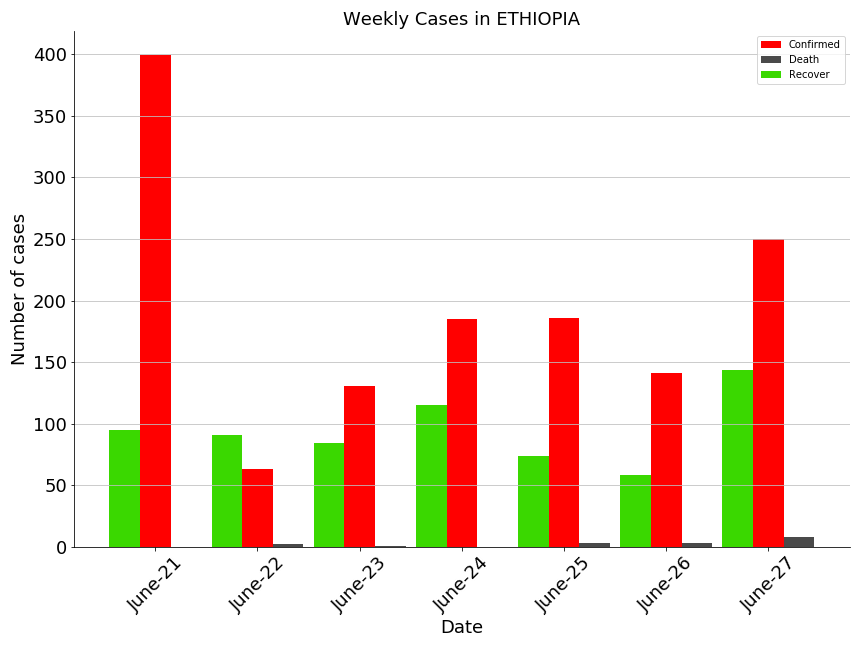 Weekly Cases in ETHIOPIA
Confirmed
Death
Recover
Number of cases
400
350
300
250
200
150
100
50
0
June-21
June-22
June-23
June-24
June-25
June-26
June-27
Date